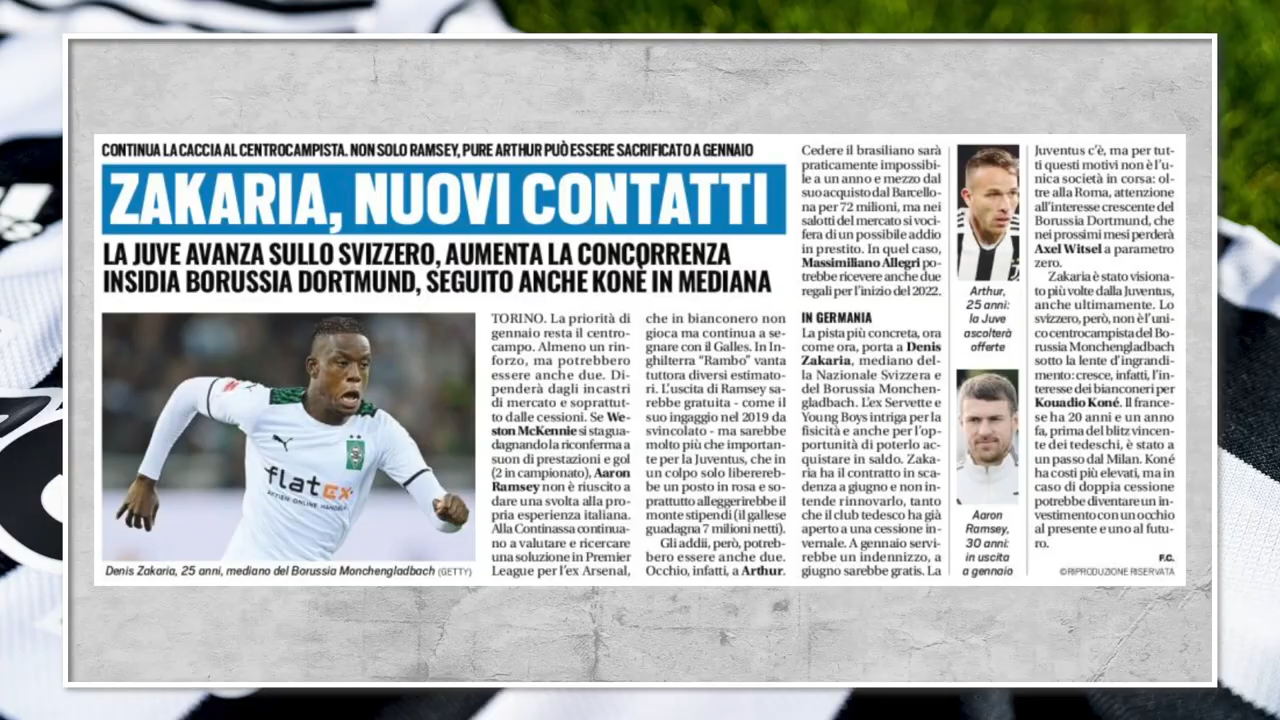 CONTINUA LA CACCIA AL CENTROCAMPISTA. NON SOLO RAMSEY, PURE ARTHUR PUÒ ESSERE SACRIFICATO A GENNAIO
ZAKARIA, NUOVI CONTATTI
LA JUVE AVANZA SULLO SVIZZERO, AUMENTA LA CONCORRENZA
INSIDIA BORUSSIA DORTMUND, SEGUITO ANCHE KONÉ IN MEDIANA
flatex
AKTIEN. ONLINE. HANDELN.
Denis Zakaria, 25 anni, mediano del Borussia Monchengladbach (GETTY)
TORINO. La priorità di
gennaio resta il centro-
campo. Almeno un rin-
forzo, ma potrebbero
essere anche due. Di-
penderà dagli incastri
di mercato e soprattut-
to dalle cessioni. Se We-
ston McKennie si sta gua-
dagnando la riconferma a
suon di prestazioni e gol
(2 in campionato), Aaron
Ramsey non è riuscito a
dare una svolta alla pro-
pria esperienza italiana.
Alla Continassa continua-
no a valutare e ricercare
una soluzione in Premier
League per l'ex Arsenal,
che in bianconero non
gioca ma continua a se-
gnare con il Galles. In In-
ghilterra "Rambo" vanta
tuttora diversi estimato-
ri. L'uscita di Ramsey sa-
rebbe gratuita - come il
suo ingaggio nel 2019 da
svincolato - ma sarebbe
molto più che importan-
te per la Juventus, che in
un colpo solo liberereb-
be un posto in rosa e so-
prattutto alleggerirebbe il
monte stipendi (il gallese
guadagna 7 milioni netti).
Gli addii, però, potreb-
bero essere anche due.
Occhio, infatti, a Arthur.
Cedere il brasiliano sarà
praticamente impossibi-
le a un anno e mezzo dal
suo acquisto dal Barcello-
na per 72 milioni, ma nei
salotti del mercato si voci-
fera di un possibile addio
in prestito. In quel caso,
Massimiliano Allegri po-
trebbe ricevere anche due
regali per l'inizio del 2022.
IN GERMANIA
La pista più concreta, ora
come ora, porta a Denis
Zakaria, mediano del-
la Nazionale Svizzera e
del Borussia Monchen-
gladbach. L'ex Servette e
Young Boys intriga per la
fisicità e anche per l'op-
portunità di poterlo ac-
quistare in saldo. Zaka-
ria ha il contratto in sca-
denza a giugno e non in-
tende rinnovarlo, tanto
che il club tedesco ha già
aperto a una cessione in-
vernale. A gennaio servi-
rebbe un indennizzo, a
giugno sarebbe gratis. La
Arthur,
25 anni:
la Juve
ascolterà
offerte
Aaron
Ramsey,
30 anni:
in uscita
a gennaio
Juventus c'è, ma per tut-
ti questi motivi non è l'u-
nica società in corsa: ol-
tre alla Roma, attenzione
all'interesse crescente del
Borussia Dortmund, che
nei prossimi mesi perderà
Axel Witsel a parametro
zero.
Zakaria è stato visiona-
to più volte dalla Juventus,
anche ultimamente. Lo
svizzero, però, non è l'uni-
co centrocampista del Bo-
russia Monchengladbach
sotto la lente d'ingrandi-
mento: cresce, infatti, l'in-
teresse dei bianconeri per
Kouadio Koné. Il france-
se ha 20 anni e un anno
fa, prima del blitz vincen-
te dei tedeschi, è stato a
un passo dal Milan. Koné
ha costi più elevati, ma in
caso di doppia cessione
potrebbe diventare un in-
vestimento con un occhio
al presente e uno al futu-
ro.
F.C.
©RIPRODUZIONE RISERVATA